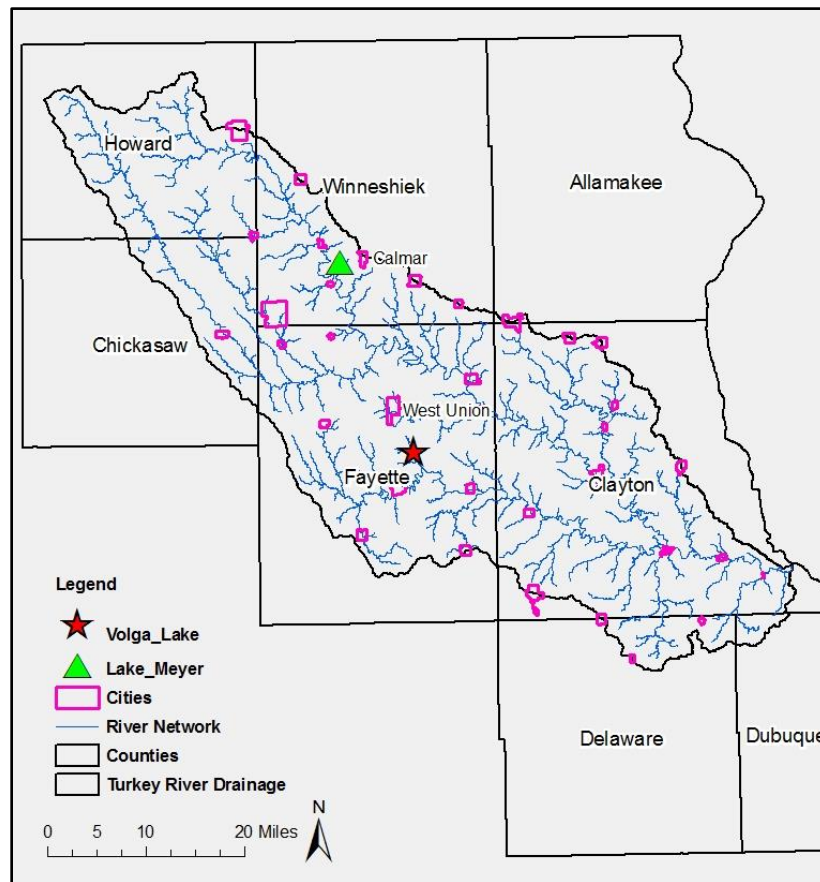 Howard
Winneshiek
Allamakee
Calmar
Chickasaw
West Union
Fayette
Clayton
Legend
Volga_Lake
Lake_Meyer
Cities
River Network
Counties
Turkey River Drainage
Delaware
Dubuque
N
0 5 10 20 Miles